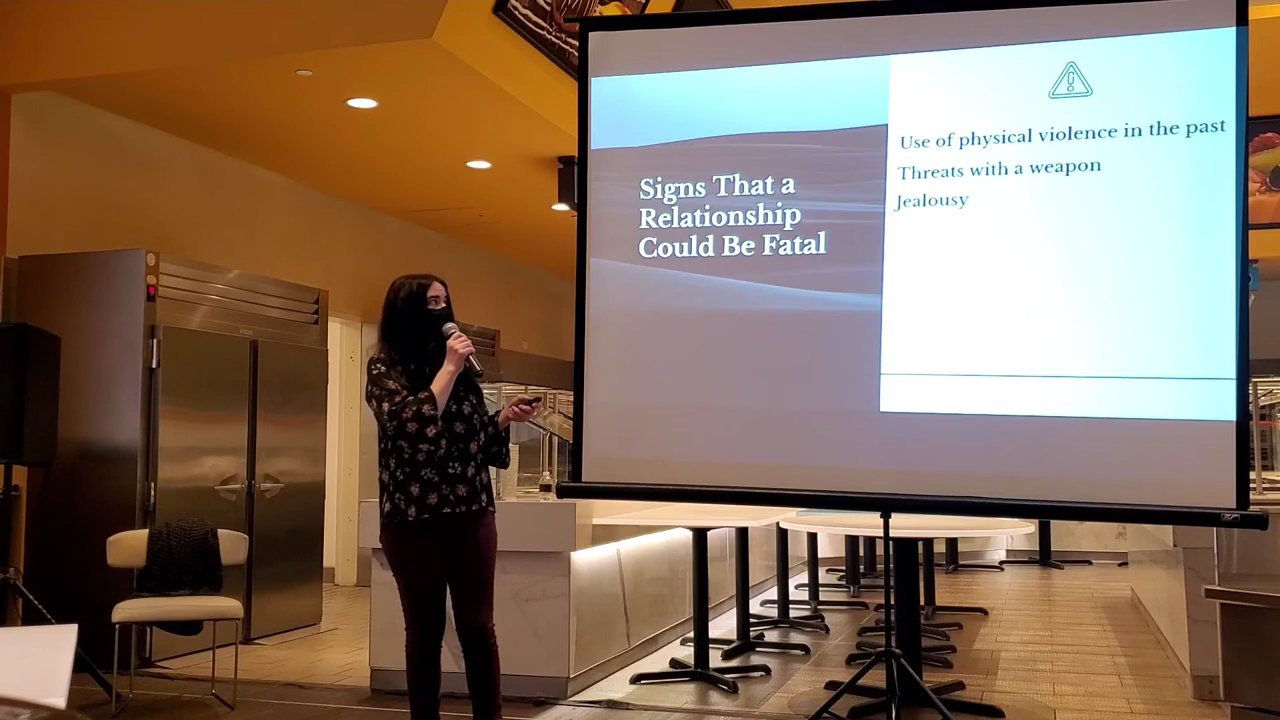 Signs That a
Relationship
Could Be Fatal
Use of physical violence in the past
Threats with a weapon
Jealousy